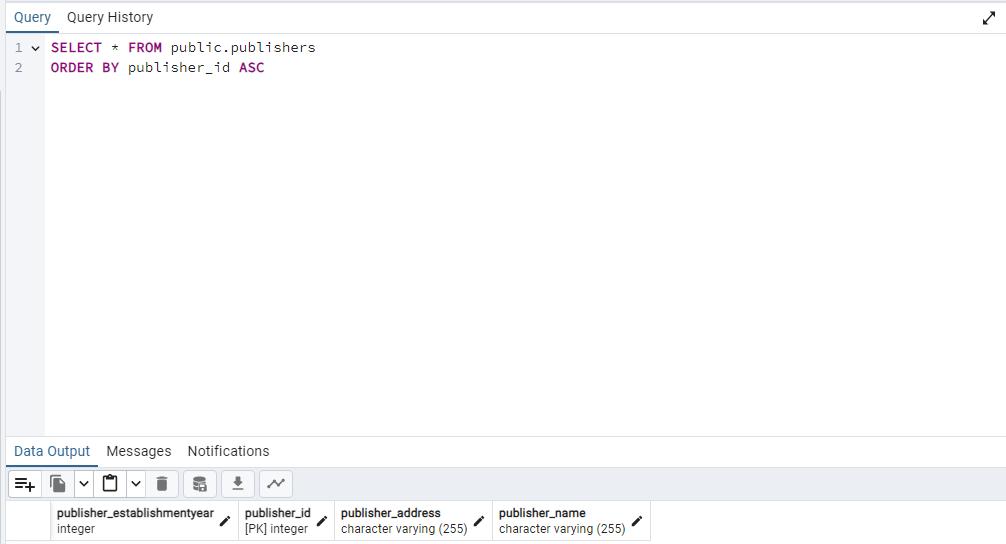 Query Query History
1 SELECT * FROM public.publishers
2 ORDER BY publisher_id ASC
Data Output Messages Notifications
publisher_establishmentyear publisher_id publisher_address publisher_name
integer [PK] integer character varying (255) character varying (255)